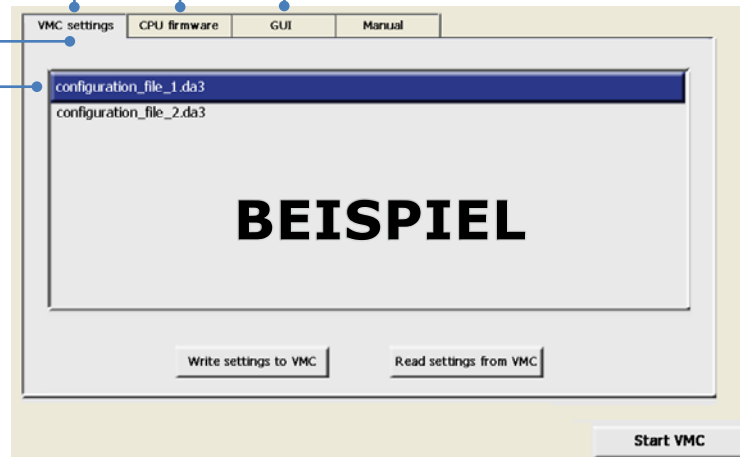 VMC settings CPU firmware GUI Manual
configuration_file_1.da3
configuration_file_2.da3
BEISPIEL
Write settings to VMC Read settings from VMC
Start VMC